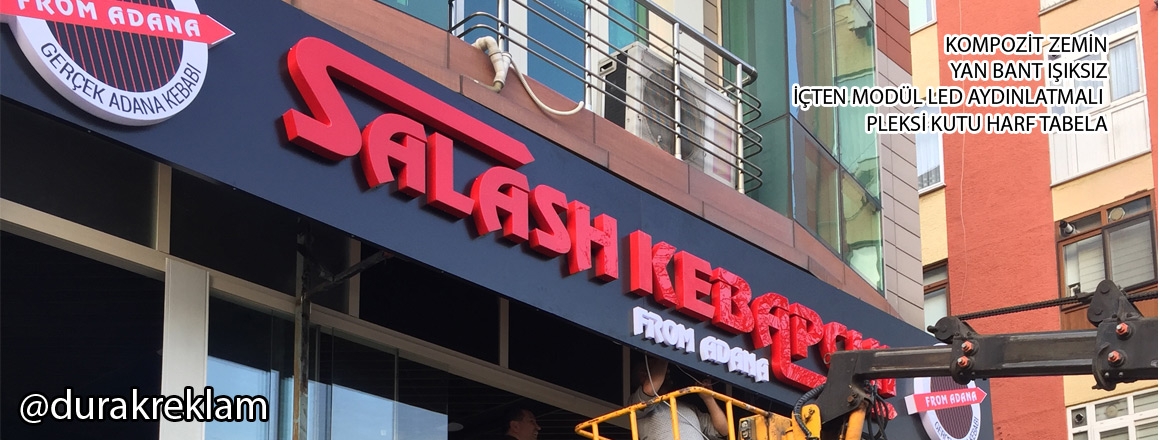 FROM ADANA
GERÇEK ADANA KEBABI
SALASH KEBAP
FROM ADANA
FROM ADANA
KOMPOZİT ZEMİN
YAN BANT IŞIKSIZ
İÇTEN MODÜL LED AYDINLATMALI
PLEKSİ KUTU HARF TABELA
@durakreklam